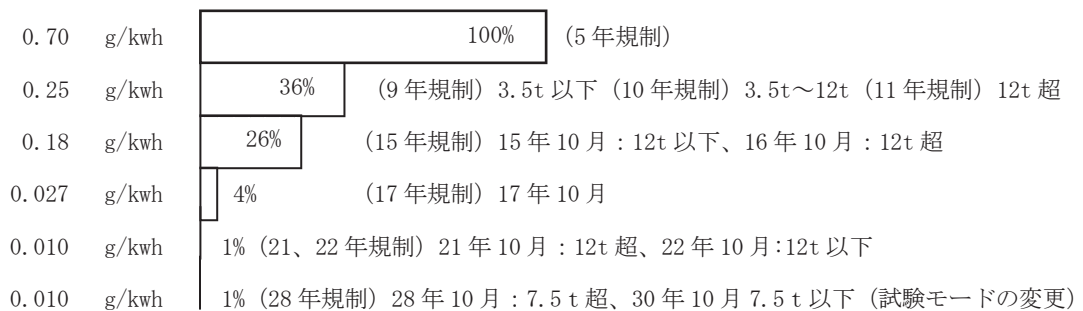 0.70 g/kwh 100% (5年規制)
0.25 g/kwh 36% (9年規制) 3.5t以下 (10年規制) 3.5t～12t (11年規制) 12t超
0.18 g/kwh 26% (15年規制) 15年10月：12t以下、16年10月：12t超
0.027 g/kwh 4% (17年規制) 17年10月
0.010 g/kwh 1% (21、22年規制) 21年10月：12t超、22年10月:12t以下
0.010 g/kwh 1% (28年規制) 28年10月：7.5t超、30年10月7.5t以下 (試験モードの変更)